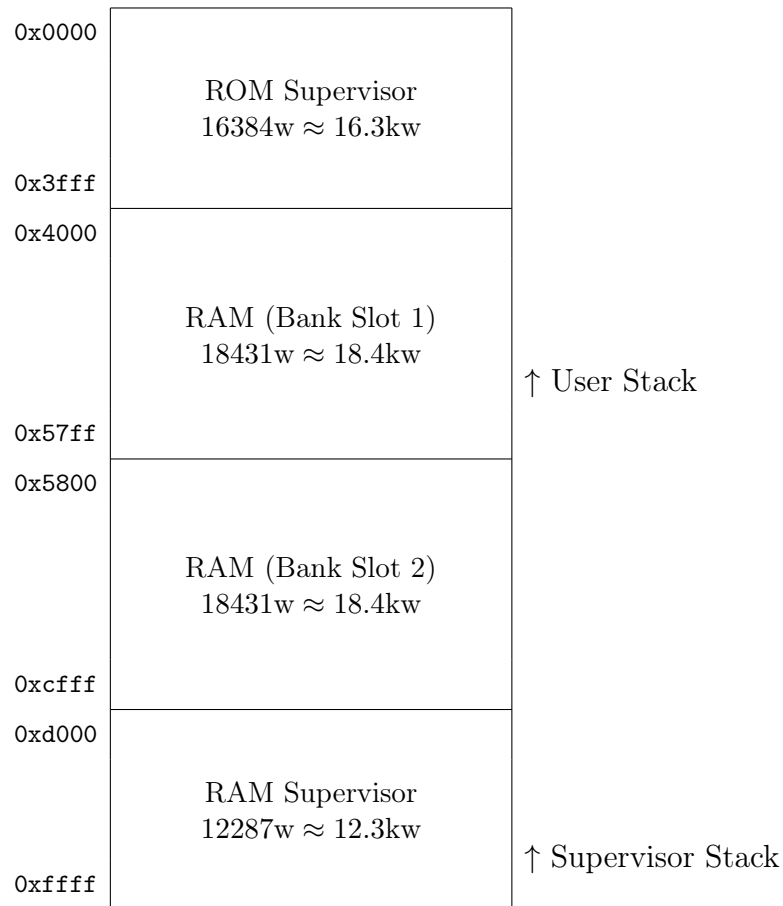 0x0000
ROM Supervisor
16384w ≈ 16.3kw
0x3fff
0x4000
RAM (Bank Slot 1)
18431w ≈ 18.4kw
↑ User Stack
0x57ff
0x5800
RAM (Bank Slot 2)
18431w ≈ 18.4kw
0xcfff
0xd000
RAM Supervisor
12287w ≈ 12.3kw
↑ Supervisor Stack
0xffff